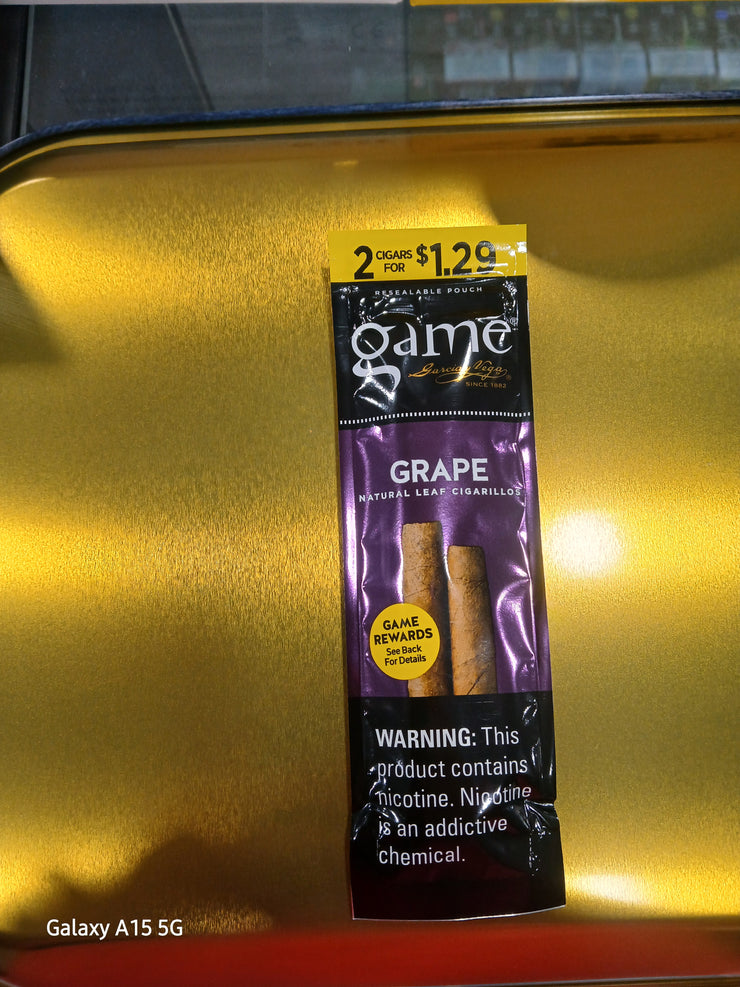 2 CIGARS FOR $1.29
RESEALABLE POUCH
game®
Garcia y Vega®
SINCE 1882
GRAPE
NATURAL LEAF CIGARILLOS
GAME
REWARDS
See Back
For Details
WARNING: This
product contains
nicotine. Nicotine
is an addictive
chemical.
Galaxy A15 5G